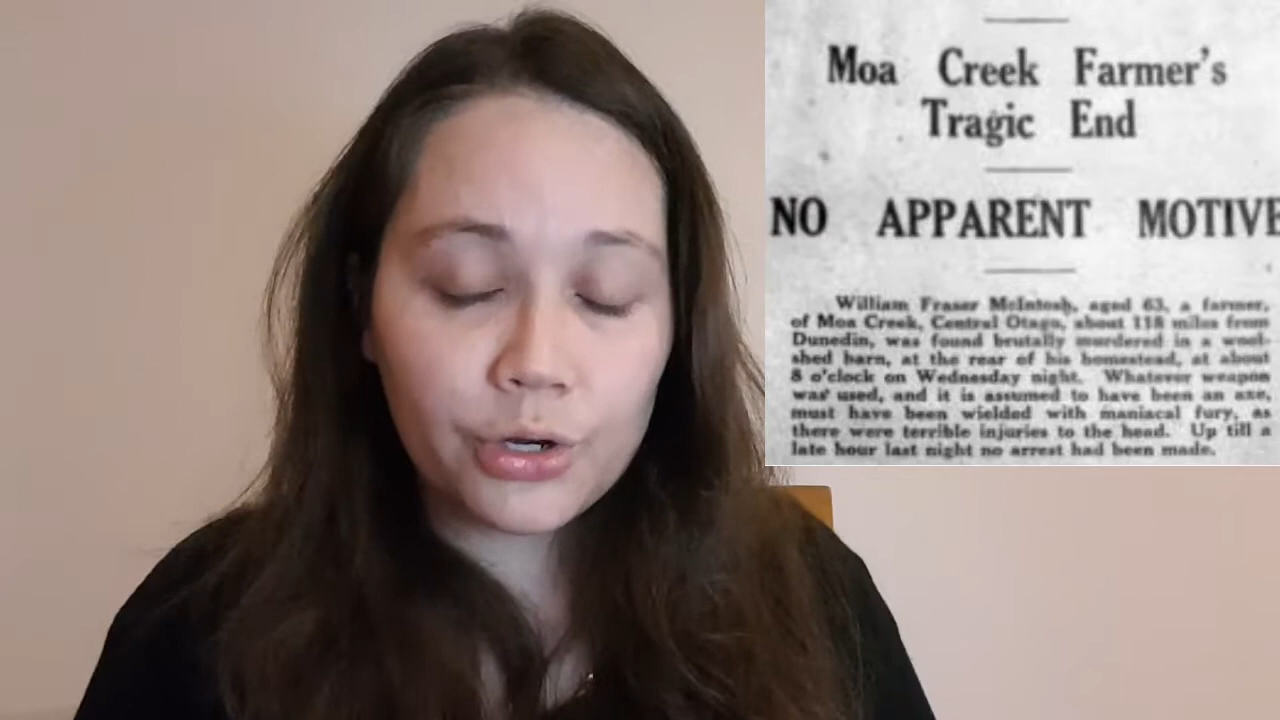 Moa Creek Farmer's
Tragic End
NO APPARENT MOTIVE
William Fraser McIntosh, aged 63, a farmer,
of Moa Creek, Central Otago, about 118 miles from
Dunedin, was found brutally murdered in a wool-
shed barn, at the rear of his homestead, at about
8 o'clock on Wednesday night. Whatever weapon
was used, and it is assumed to have been an axe,
must have been wielded with maniacal fury, as
there were terrible injuries to the head. Up till a
late hour last night no arrest had been made.